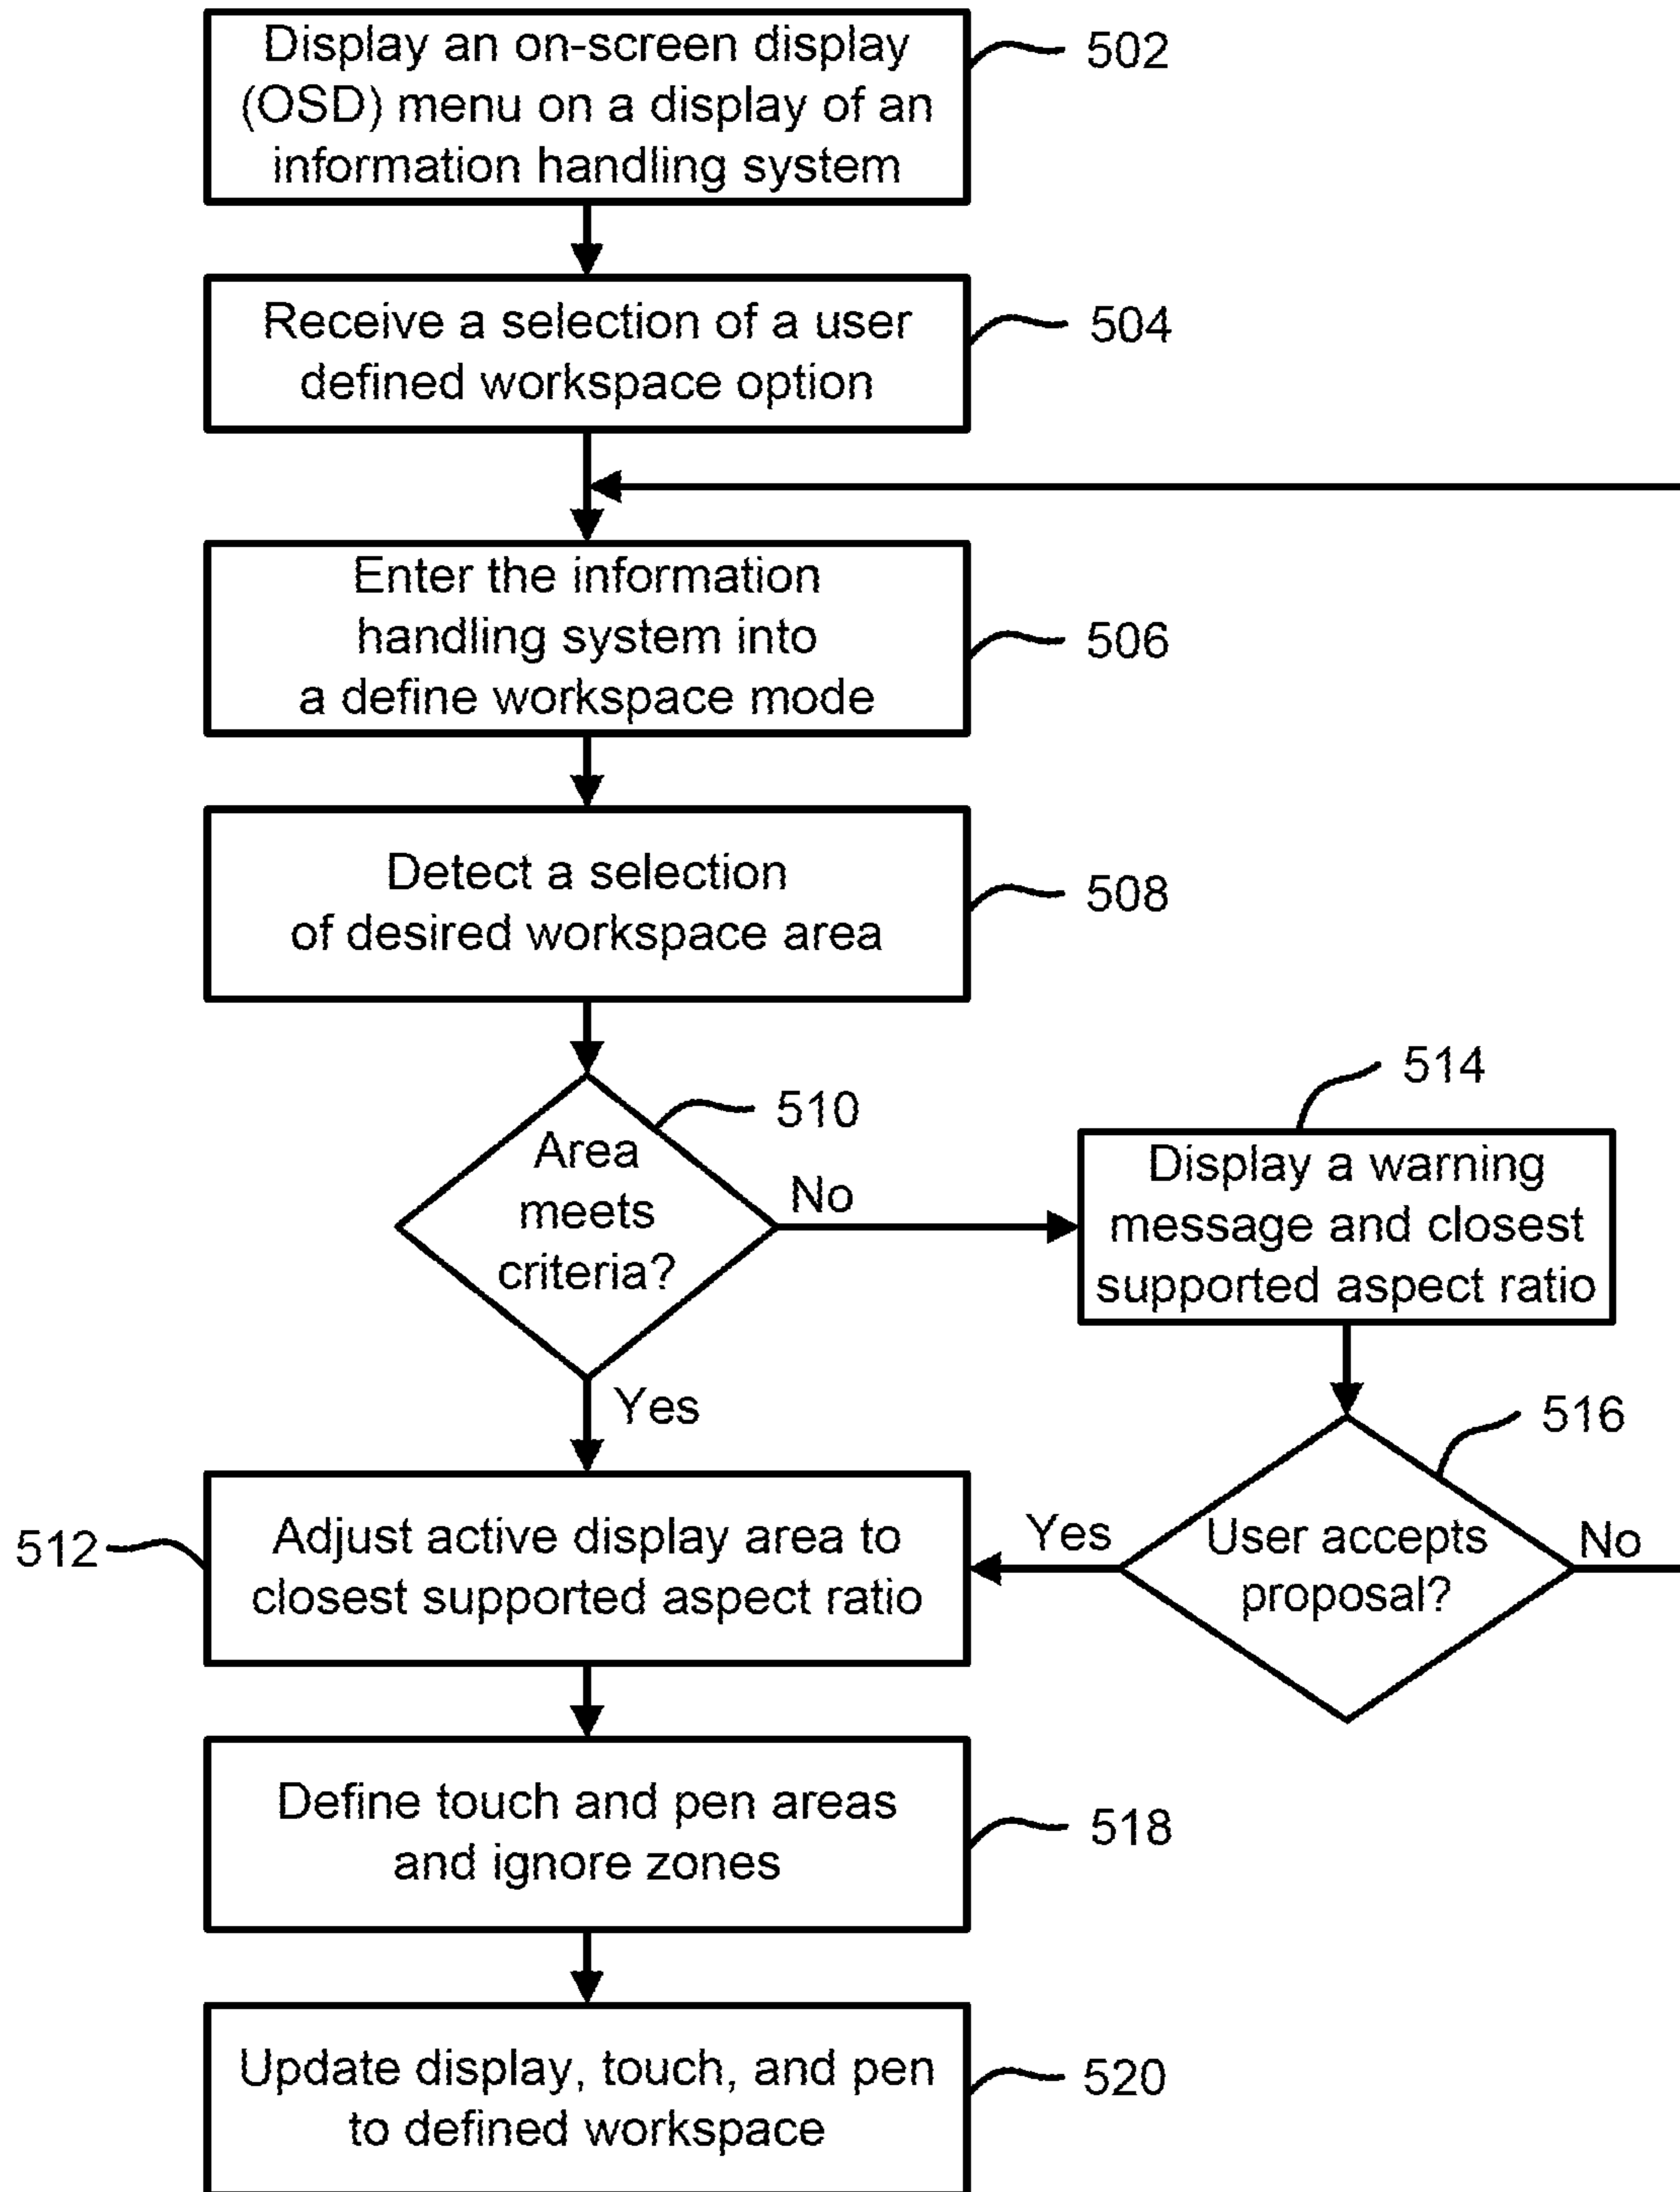 Display an on-screen display
(OSD) menu on a display of an
information handling system
502
Receive a selection of a user
defined workspace option
504
Enter the information
handling system into
a define workspace mode
506
Detect a selection
of desired workspace area
508
Area
meets
criteria?
510
No
Yes
514
Display a warning
message and closest
supported aspect ratio
516
User accepts
proposal?
Yes
No
512
Adjust active display area to
closest supported aspect ratio
Define touch and pen areas
and ignore zones
518
Update display, touch, and pen
to defined workspace
520